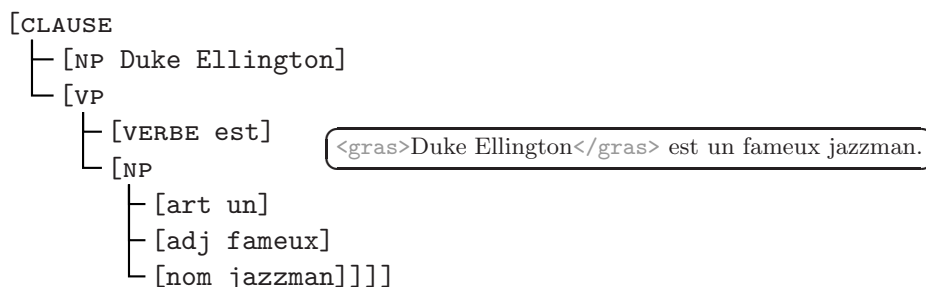 [CLAUSE
[NP Duke Ellington]
[VP
[VERBE est]
<gras>Duke Ellington</gras> est un fameux jazzman.
[NP
[art un]
[adj fameux]
[nom jazzman]]]]